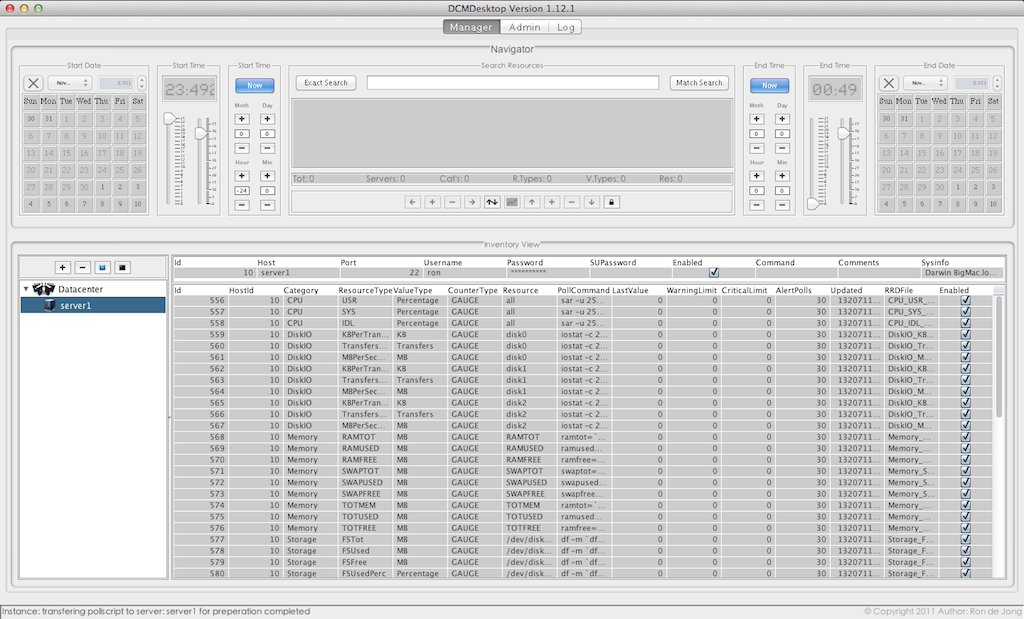 DCMDesktop Version 1.12.1
Manager Admin Log
Navigator
Start Date Start Time Start Time Search Resources End Time End Time End Date
Nov... 2,011 23:49: Now Exact Search Match Search Now 00:49 Nov... 2,011
Sun Mon Tue Wed Thu Fri Sat Mnth Day Mnth Day Sun Mon Tue Wed Thu Fri Sat
30 31 1 2 3 4 5 + + + + 30 31 1 2 3 4 5
6 7 8 9 10 11 12 0 0 0 0 6 7 8 9 10 11 12
13 14 15 16 17 18 19 − − − − 13 14 15 16 17 18 19
20 21 22 23 24 25 26 Hour Min Hour Min 20 21 22 23 24 25 26
27 28 29 30 1 2 3 -24 0 0 0 27 28 29 30 1 2 3
4 5 6 7 8 9 10 4 5 6 7 8 9 10
Tot: 0 Servers: 0 Cat's: 0 R.Types: 0 V.Types: 0 Res: 0
Inventory View
Id Host Port Username Password SUPassword Enabled Command Comments Sysinfo
10 server1 22 ron ********** Darwin BigMac.lo...
Datacenter
server1
Id HostId Category ResourceType ValueType CounterType Resource PollCommand LastValue WarningLimit CriticalLimit AlertPolls Updated RRDFile Enabled
556 10 CPU USR Percentage GAUGE all sar -u 25... 0 0 30 1320711... CPU_USR_...
557 10 CPU SYS Percentage GAUGE all sar -u 25... 0 0 30 1320711... CPU_SYS_...
558 10 CPU IDL Percentage GAUGE all sar -u 25... 0 0 30 1320711... CPU_IDL_...
559 10 DiskIO KBPerTran... KB GAUGE disk0 iostat -c 2... 0 0 30 1320711... DiskIO_KB...
560 10 DiskIO Transfers... Transfers GAUGE disk0 iostat -c 2... 0 0 30 1320711... DiskIO_Tr...
561 10 DiskIO MBPerSec... MB GAUGE disk0 iostat -c 2... 0 0 30 1320711... DiskIO_M...
562 10 DiskIO KBPerTran... KB GAUGE disk1 iostat -c 2... 0 0 30 1320711... DiskIO_KB...
563 10 DiskIO Transfers... Transfers GAUGE disk1 iostat -c 2... 0 0 30 1320711... DiskIO_Tr...
564 10 DiskIO MBPerSec... MB GAUGE disk1 iostat -c 2... 0 0 30 1320711... DiskIO_M...
565 10 DiskIO KBPerTran... KB GAUGE disk2 iostat -c 2... 0 0 30 1320711... DiskIO_KB...
566 10 DiskIO Transfers... Transfers GAUGE disk2 iostat -c 2... 0 0 30 1320711... DiskIO_Tr...
567 10 DiskIO MBPerSec... MB GAUGE disk2 iostat -c 2... 0 0 30 1320711... DiskIO_M...
568 10 Memory RAMTOT MB GAUGE RAMTOT ramtot=`... 0 0 30 1320711... Memory_...
569 10 Memory RAMUSED MB GAUGE RAMUSED ramused... 0 0 30 1320711... Memory_...
570 10 Memory RAMFREE MB GAUGE RAMFREE ramfree=... 0 0 30 1320711... Memory_...
571 10 Memory SWAPTOT MB GAUGE SWAPTOT swaptot=... 0 0 30 1320711... Memory_S...
572 10 Memory SWAPUSED MB GAUGE SWAPUSED swapused... 0 0 30 1320711... Memory_S...
573 10 Memory SWAPFREE MB GAUGE SWAPFREE swapfree... 0 0 30 1320711... Memory_S...
574 10 Memory TOTMEM MB GAUGE TOTMEM ramtot=`... 0 0 30 1320711... Memory_...
575 10 Memory TOTUSED MB GAUGE TOTUSED ramused... 0 0 30 1320711... Memory_...
576 10 Memory TOTFREE MB GAUGE TOTFREE ramfree=... 0 0 30 1320711... Memory_...
577 10 Storage FSTot MB GAUGE /dev/disk... df -m `df... 0 0 30 1320711... Storage_F...
578 10 Storage FSUsed MB GAUGE /dev/disk... df -m `df... 0 0 30 1320711... Storage_F...
579 10 Storage FSFree MB GAUGE /dev/disk... df -m `df... 0 0 30 1320711... Storage_F...
580 10 Storage FSUsedPerc Percentage GAUGE /dev/disk... df -m `df... 0 0 30 1320711... Storage_F...
Instance: transfering pollscript to server: server1 for preperation completed
© Copyright 2011 Author: Ron de Jong